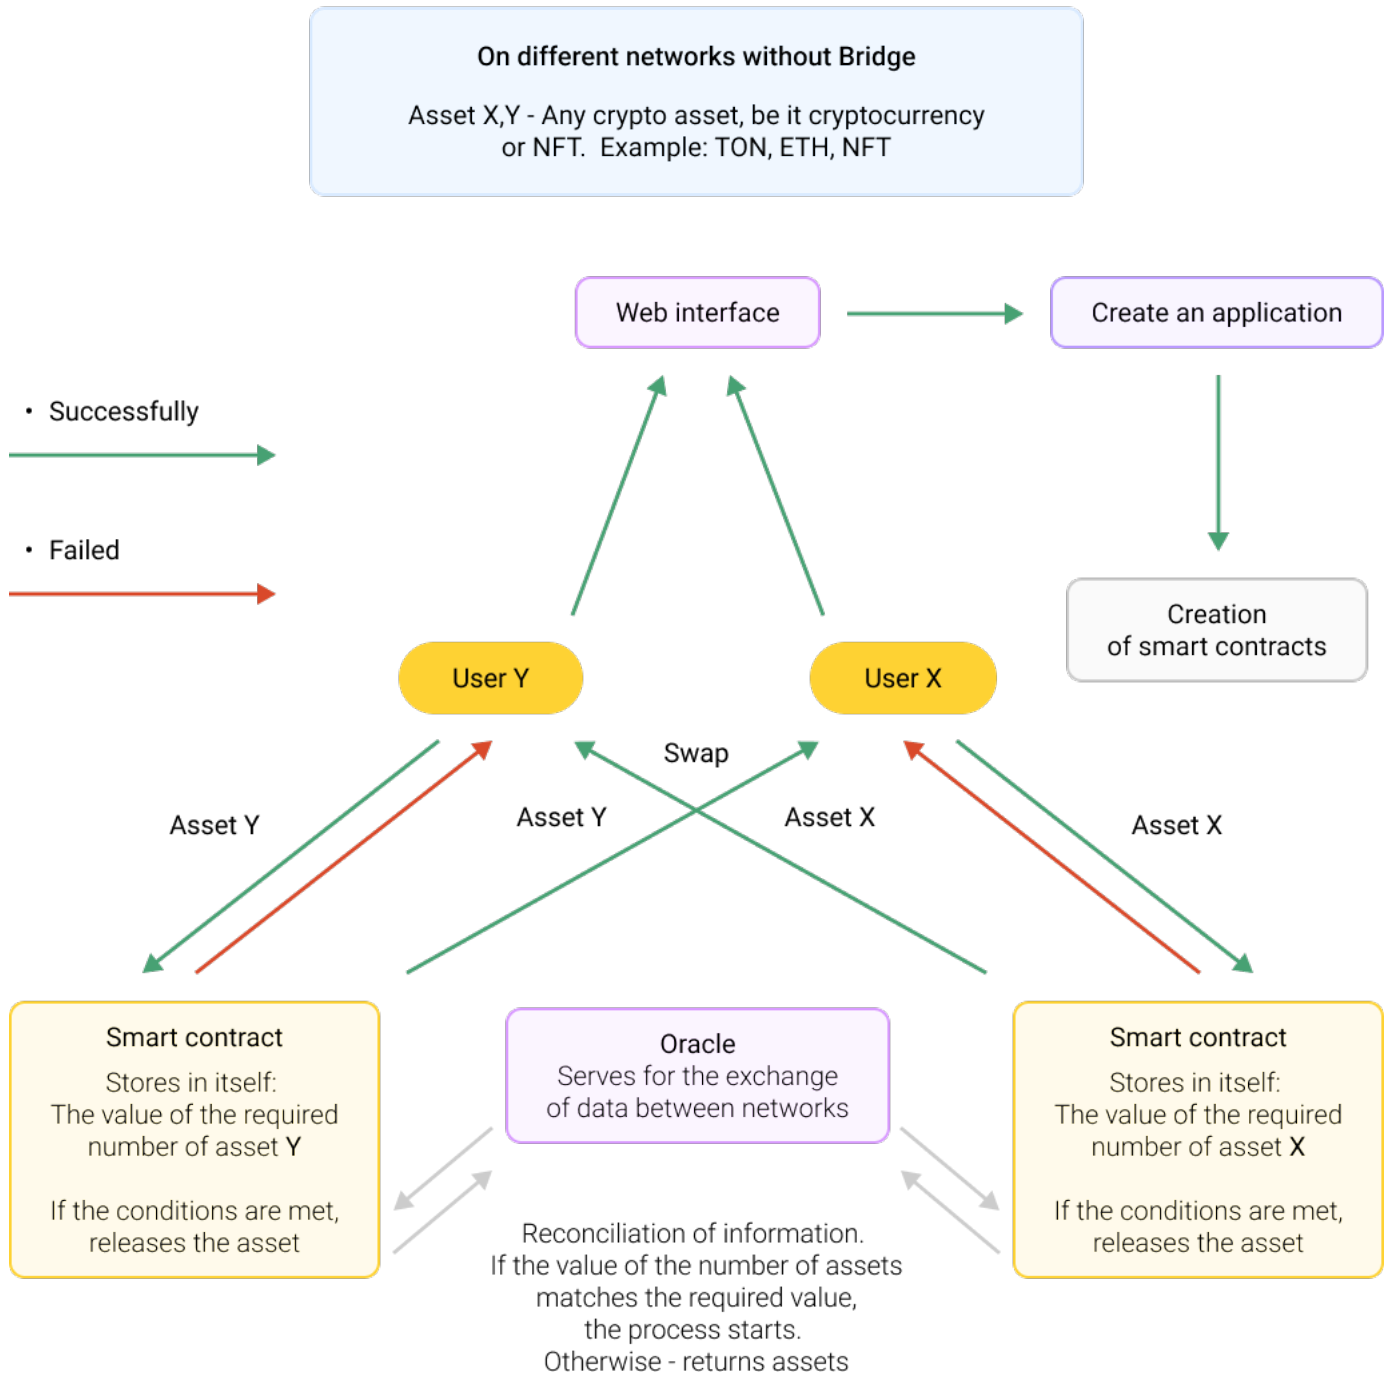 On different networks without Bridge
Asset X,Y - Any crypto asset, be it cryptocurrency
or NFT. Example: TON, ETH, NFT
Web interface
Create an application
• Successfully
• Failed
Creation
of smart contracts
User Y
User X
Swap
Asset Y
Asset Y
Asset X
Asset X
Smart contract
Stores in itself:
The value of the required
number of asset Y
If the conditions are met,
releases the asset
Oracle
Serves for the exchange
of data between networks
Smart contract
Stores in itself:
The value of the required
number of asset X
If the conditions are met,
releases the asset
Reconciliation of information.
If the value of the number of assets
matches the required value,
the process starts.
Otherwise - returns assets